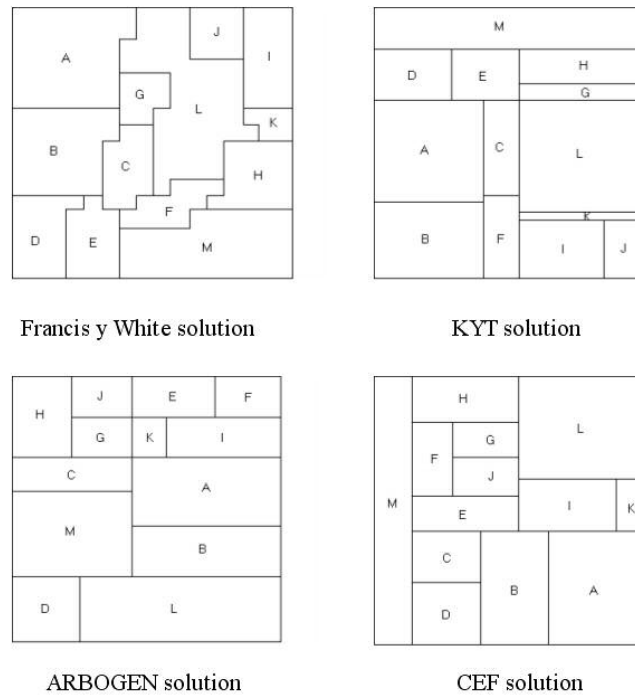 A
J
I
G
L
K
B
C
H
F
D
E
M
Francis y White solution
M
D
E
H
G
A
C
L
K
B
F
I
J
KYT solution
H
J
E
F
G
K
I
C
A
M
B
D
L
ARBOGEN solution
H
L
F
G
J
M
I
K
E
C
B
A
D
CEF solution